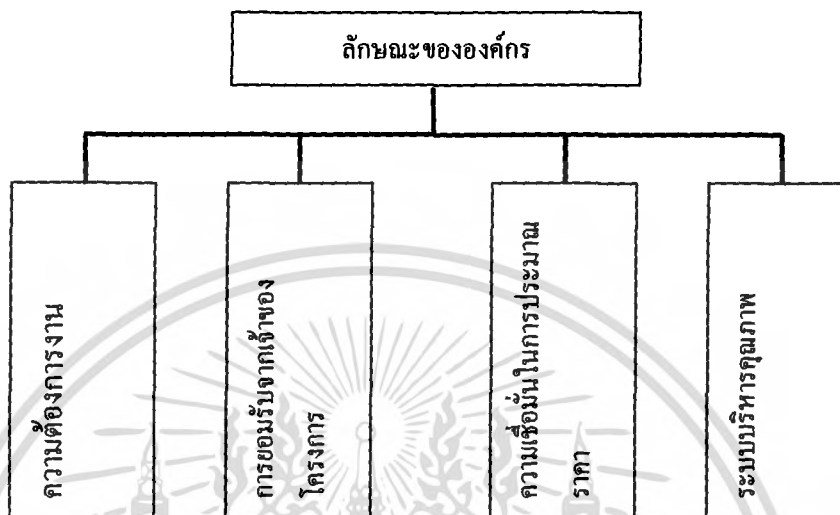 ลักษณะขององค์กร
ความต้องการงาน
การยอมรับจากเจ้าของ
โครงการ
ความเชื่อมั่นในการประมาณ
ราคา
ระบบบริหารคุณภาพ